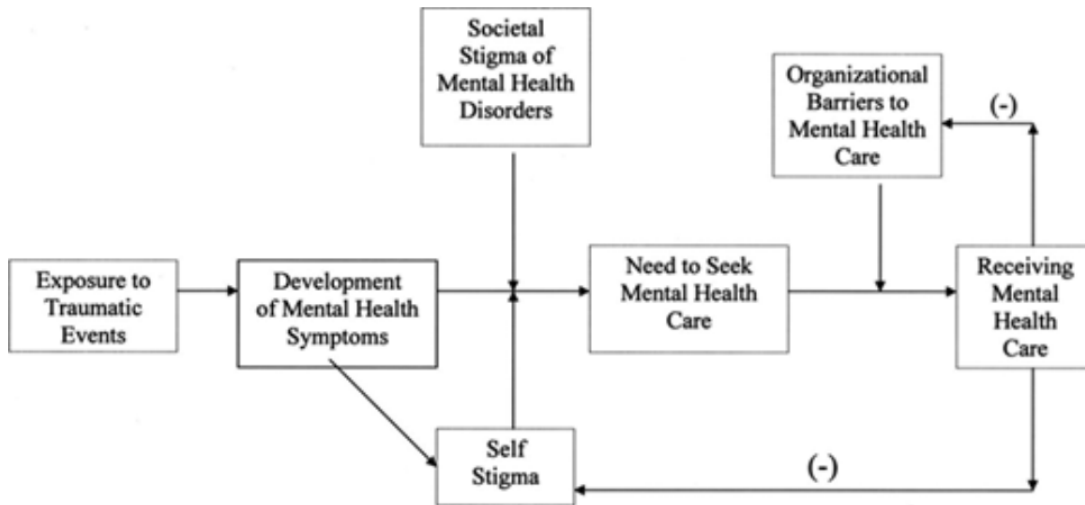 Societal
Stigma of
Mental Health
Disorders
Organizational
Barriers to
Mental Health
Care
(-)
Exposure to
Traumatic
Events
Development
of Mental Health
Symptoms
Need to Seek
Mental Health
Care
Receiving
Mental
Health
Care
Self
Stigma
(-)